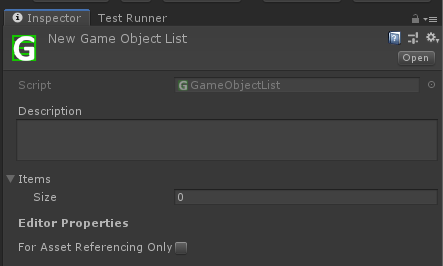 Inspector Test Runner
G New Game Object List
Open
Script G GameObjectList
Description
Items
Size 0
Editor Properties
For Asset Referencing Only